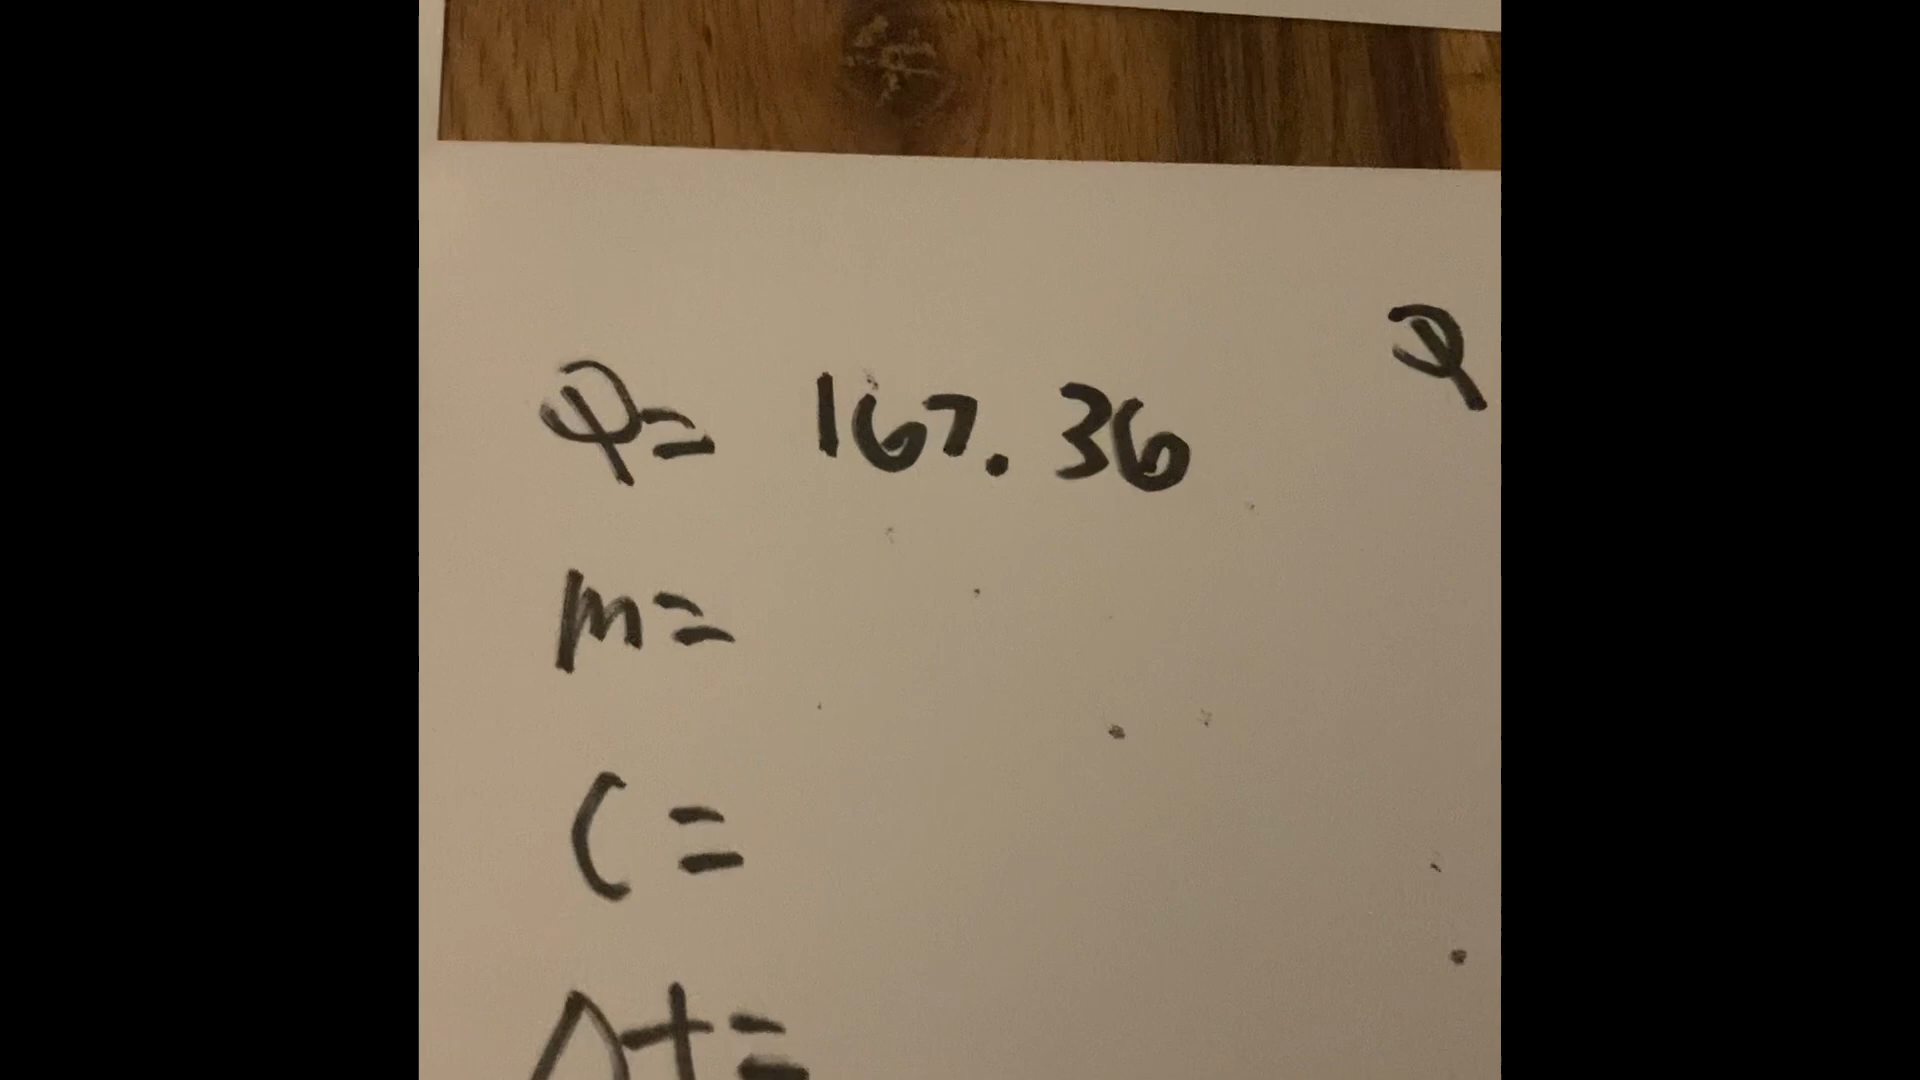 Q= 167.36
Q
m=
C=
Δt=